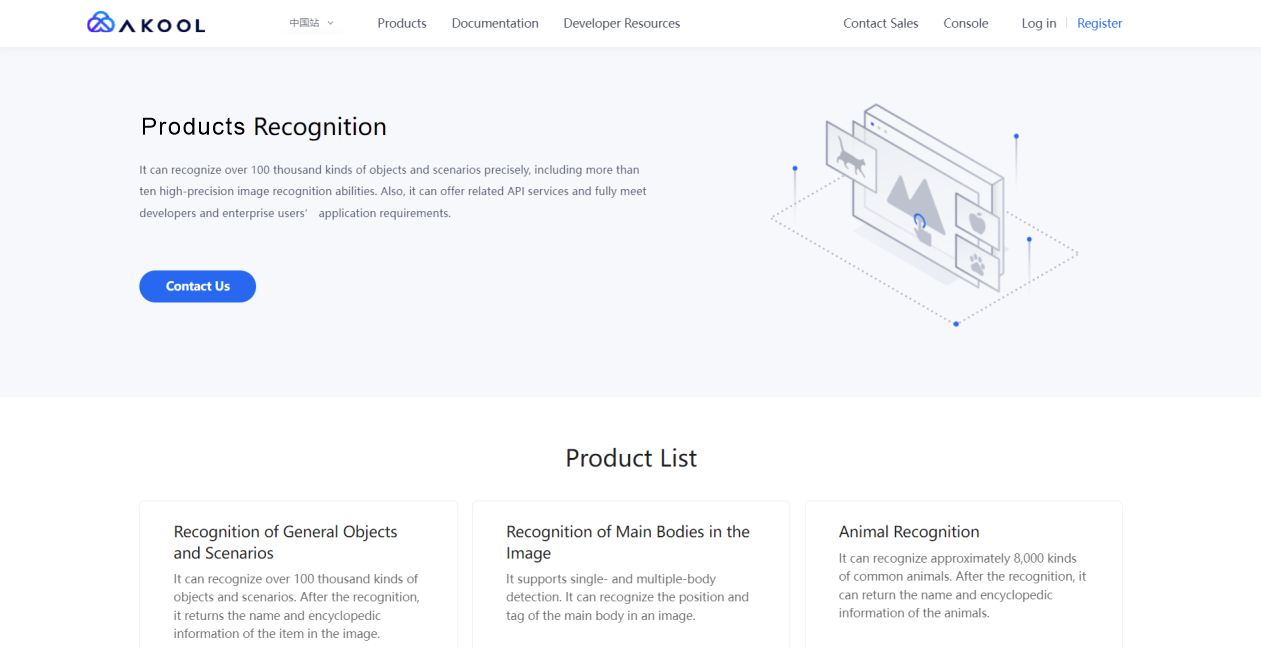 AKOOL
中国站
Products
Documentation
Developer Resources
Contact Sales
Console
Log in
Register
Products Recognition
It can recognize over 100 thousand kinds of objects and scenarios precisely, including more than
ten high-precision image recognition abilities. Also, it can offer related API services and fully meet
developers and enterprise users’ application requirements.
Contact Us
Product List
Recognition of General Objects
and Scenarios
It can recognize over 100 thousand kinds of
objects and scenarios. After the recognition,
it returns the name and encyclopedic
information of the item in the image.
Recognition of Main Bodies in the
Image
It supports single- and multiple-body
detection. It can recognize the position and
tag of the main body in an image.
Animal Recognition
It can recognize approximately 8,000 kinds
of common animals. After the recognition, it
can return the name and encyclopedic
information of the animals.